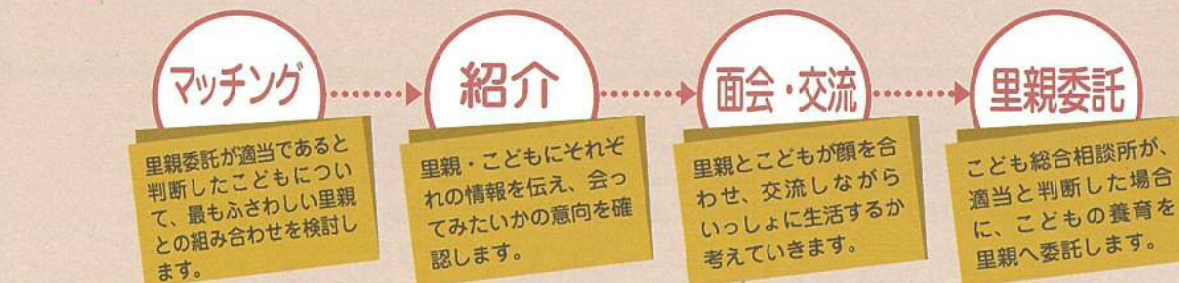 マッチング
里親委託が適当であると
判断したこどもについ
て、最もふさわしい里親
との組み合わせを検討し
ます。
紹介
里親・こどもにそれぞ
れの情報を伝え、会っ
てみたいかの意向を確
認します。
面会・交流
里親とこどもが顔を合
わせ、交流しながら
いっしょに生活するか
考えていきます。
里親委託
こども総合相談所が、
適当と判断した場合
に、こどもの養育を
里親へ委託します。